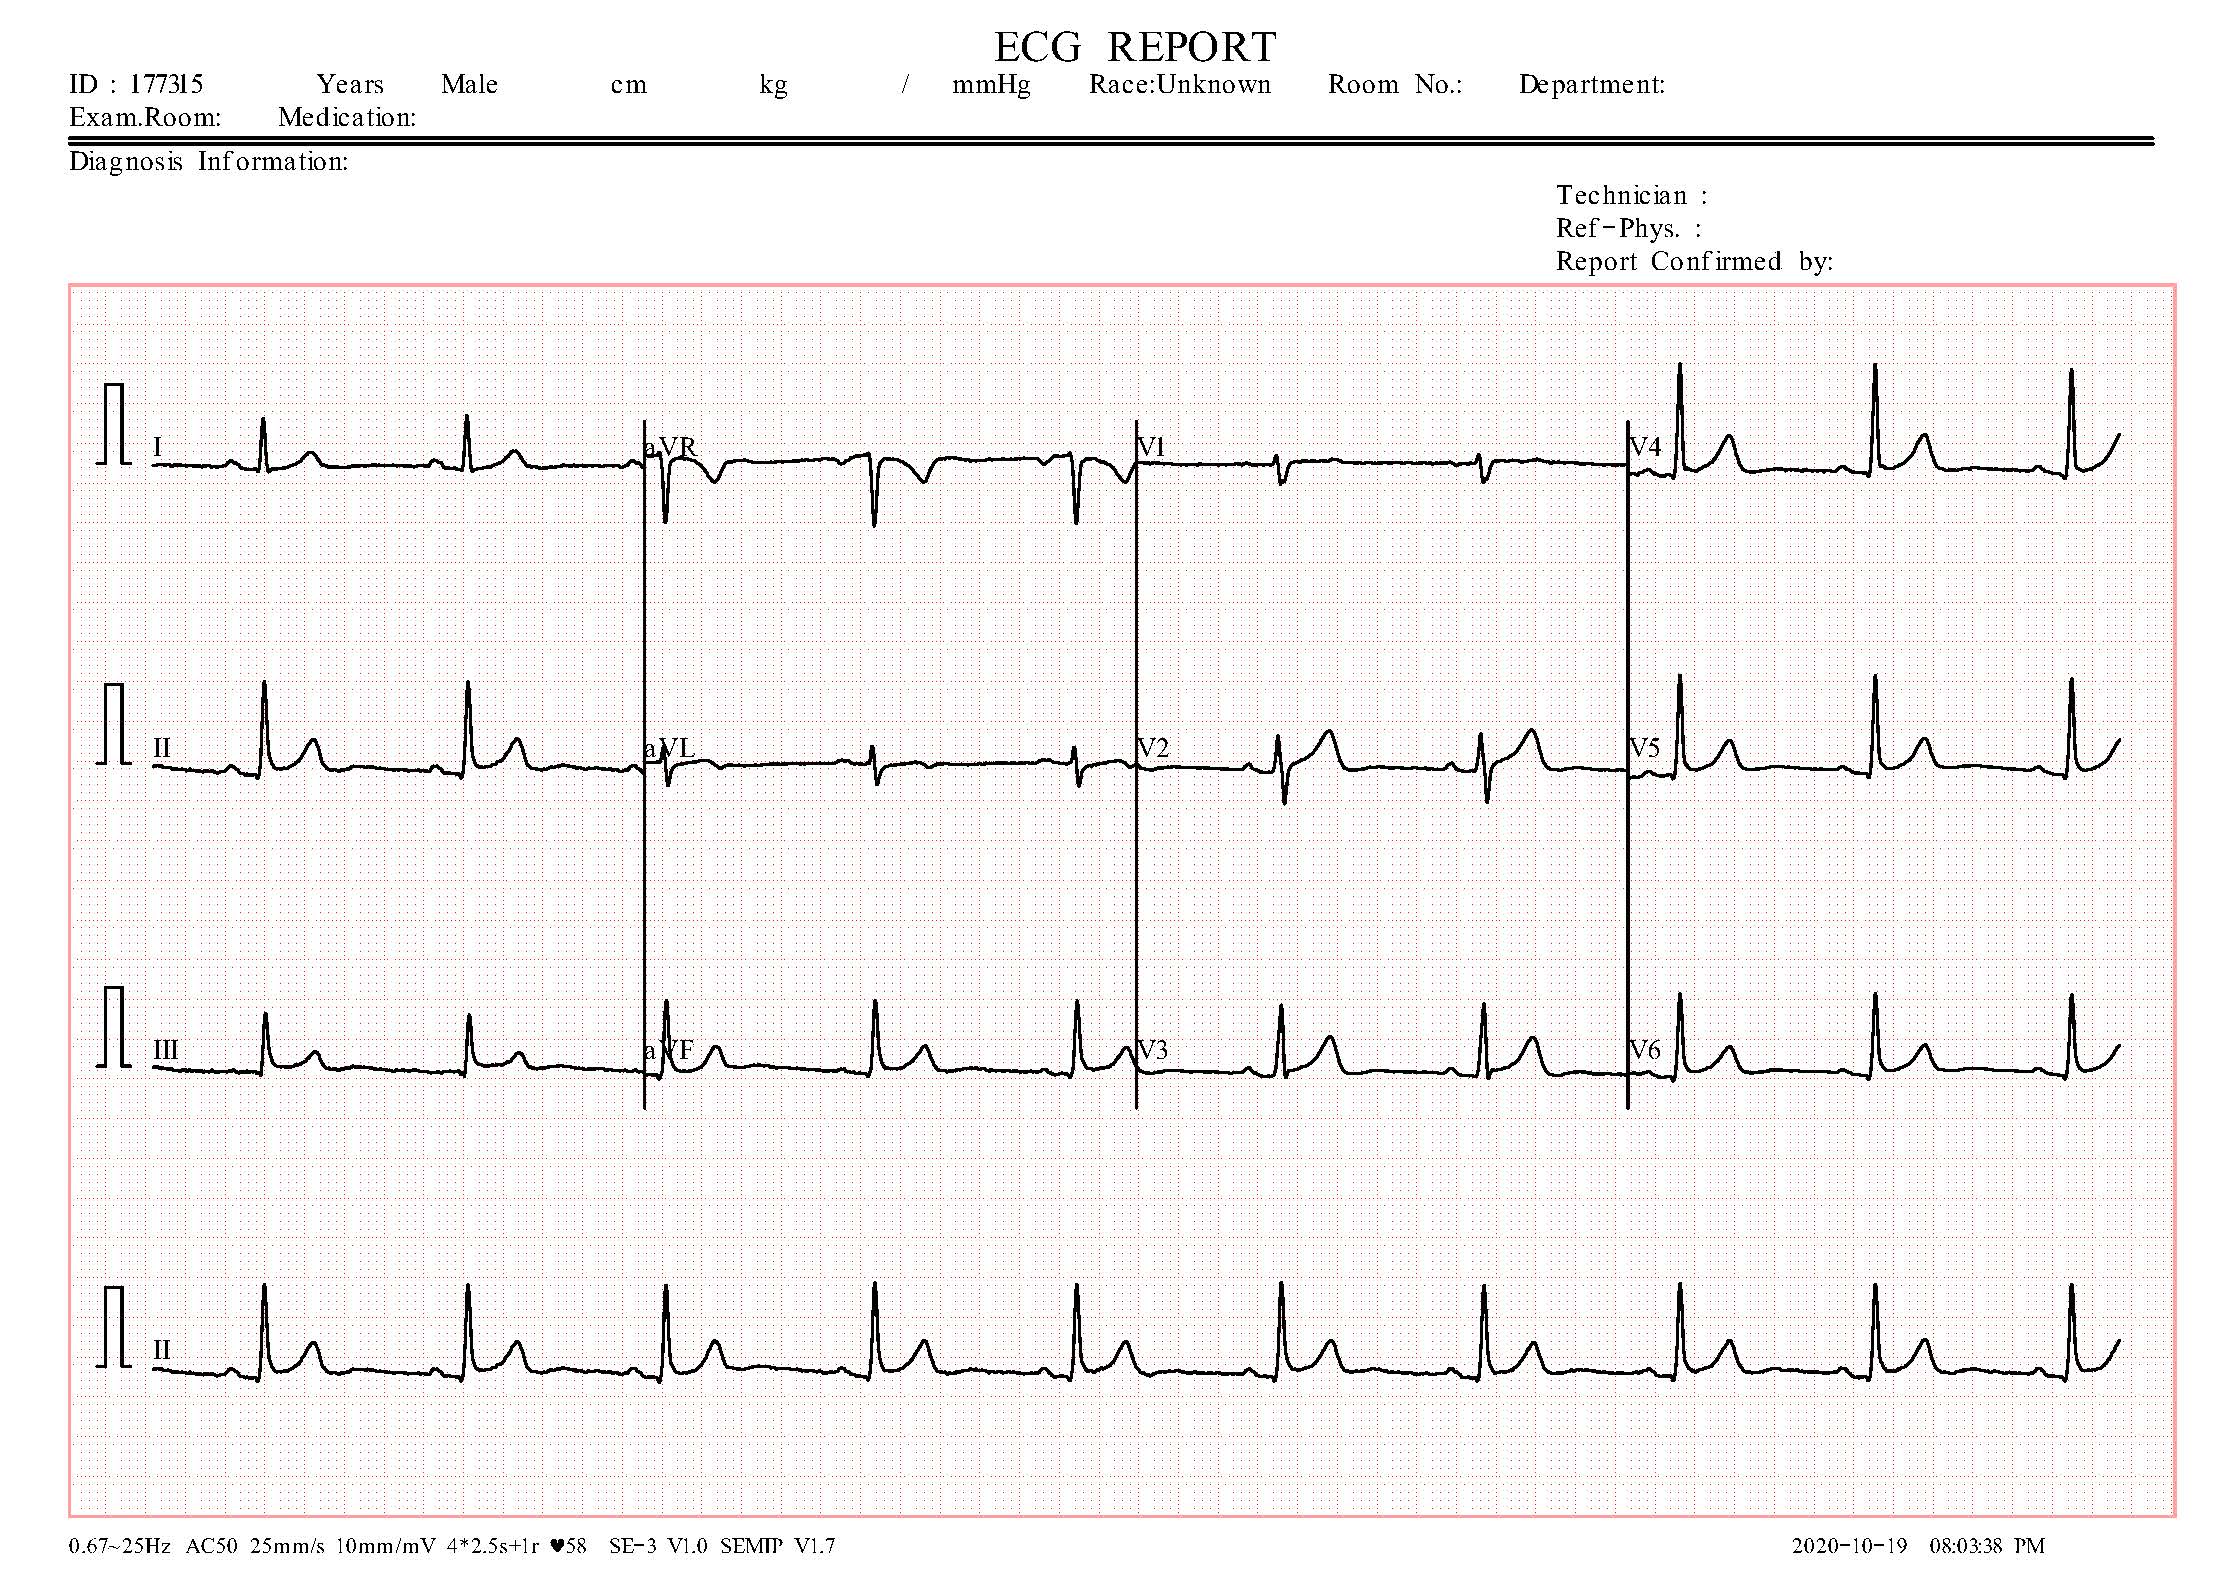 ECG REPORT
ID : 177315 Years Male cm kg / mmHg Race:Unknown Room No.: Department:
Exam.Room: Medication:
Diagnosis Information:
Technician :
Ref-Phys. :
Report Confirmed by:
I aVR V1 V4
II aVL V2 V5
III aVF V3 V6
II
0.67~25Hz AC50 25mm/s 10mm/mV 4*2.5s+1r ♥58 SE-3 V1.0 SEMIP V1.7 2020-10-19 08:03:38 PM